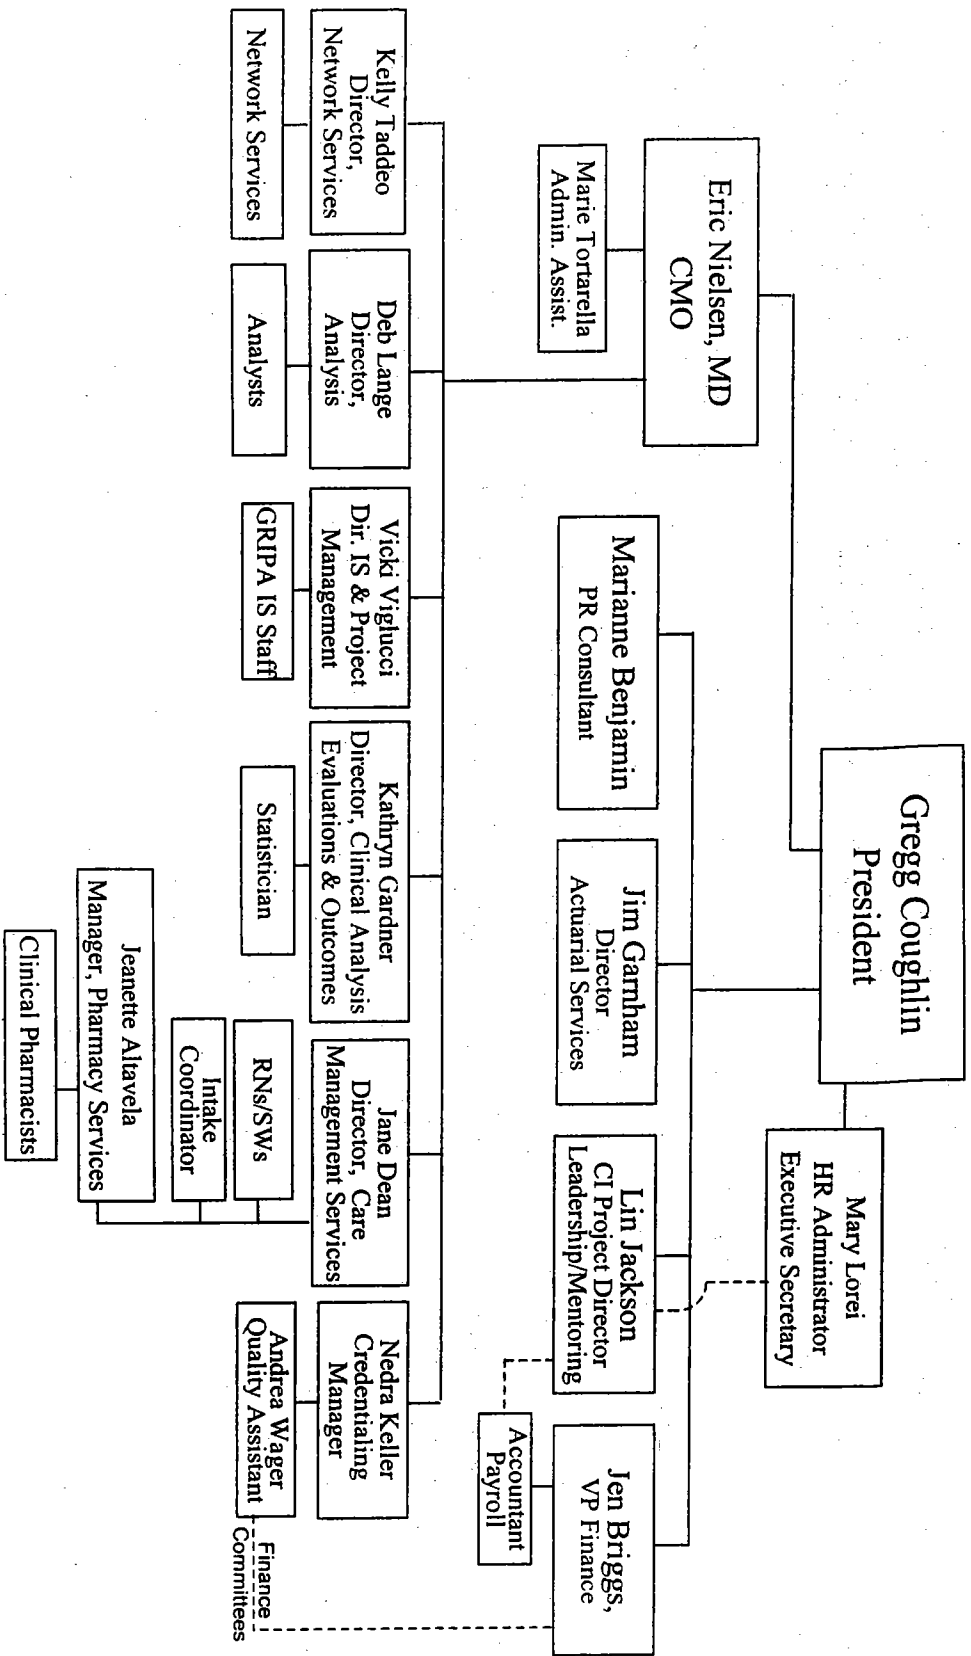 Gregg Coughlin
President
Mary Lorei
HR Administrator
Executive Secretary
Eric Nielsen, MD
CMO
Marie Tortarella
Admin. Assist.
Marianne Benjamin
PR Consultant
Jim Garnham
Director
Actuarial Services
Lin Jackson
CI Project Director
Leadership/Mentoring
Jen Briggs,
VP Finance
Accountant
Payroll
Kelly Taddeo
Director,
Network Services
Network Services
Deb Lange
Director,
Analysis
Analysts
Vicki Viglucci
Dir. IS & Project
Management
GRIPA IS Staff
Kathryn Gardner
Director, Clinical Analysis
Evaluations & Outcomes
Statistician
Jane Dean
Director, Care
Management Services
RNs/SWs
Intake
Coordinator
Jeanette Altavela
Manager, Pharmacy Services
Clinical Pharmacists
Nedra Keller
Credentialing
Manager
Andrea Wager
Quality Assistant
Finance
Committees